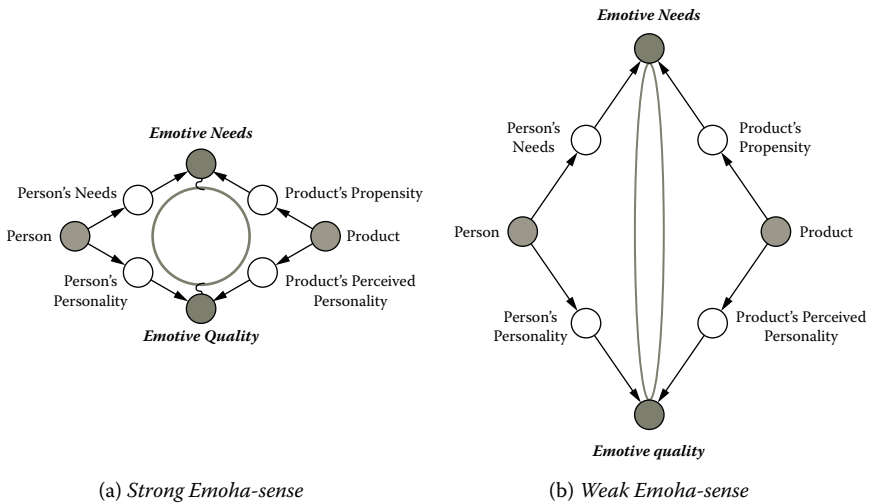 Emotive Needs
Person's Needs
Product's Propensity
Person
Product
Person's
Personality
Product's Perceived
Personality
Emotive Quality
(a) Strong Emoha-sense
Emotive Needs
Person's
Needs
Product's
Propensity
Person
Product
Person's
Personality
Product's Perceived
Personality
Emotive quality
(b) Weak Emoha-sense